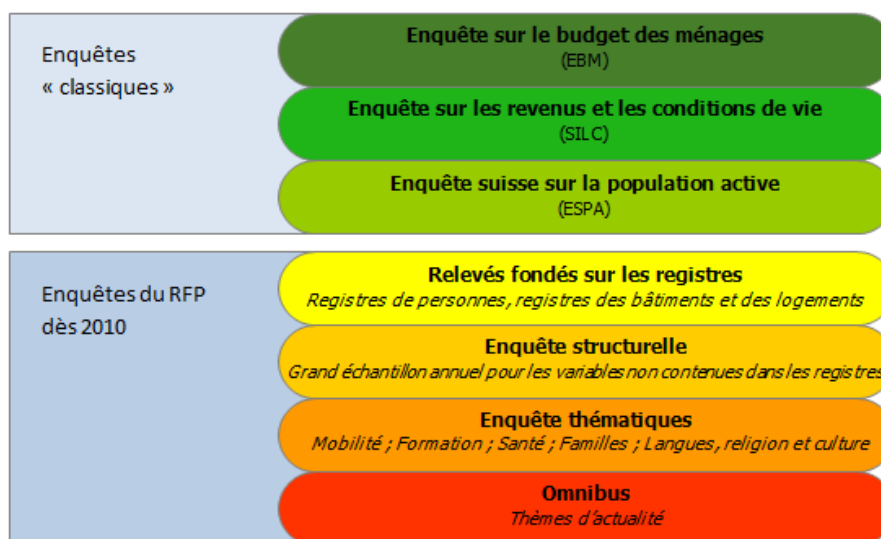 Enquêtes
« classiques »
Enquête sur le budget des ménages
(EBM)
Enquête sur les revenus et les conditions de vie
(SILC)
Enquête suisse sur la population active
(ESPA)
Enquêtes du RFP
dès 2010
Relevés fondés sur les registres
Registres de personnes, registres des bâtiments et des logements
Enquête structurelle
Grand échantillon annuel pour les variables non contenues dans les registres
Enquête thématiques
Mobilité ; Formation ; Santé ; Familles ; Langues, religion et culture
Omnibus
Thèmes d'actualité